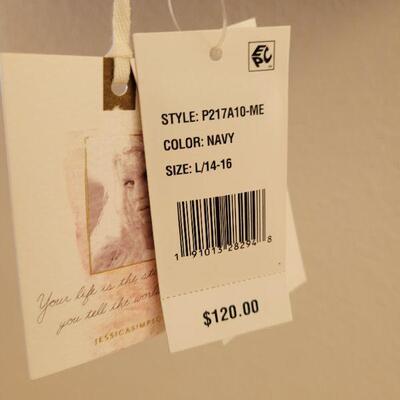 EPC
STYLE: P217A10-ME
COLOR: NAVY
SIZE: L/14-16
1 91013 28294 8
$120.00
Your life is the
you tell the